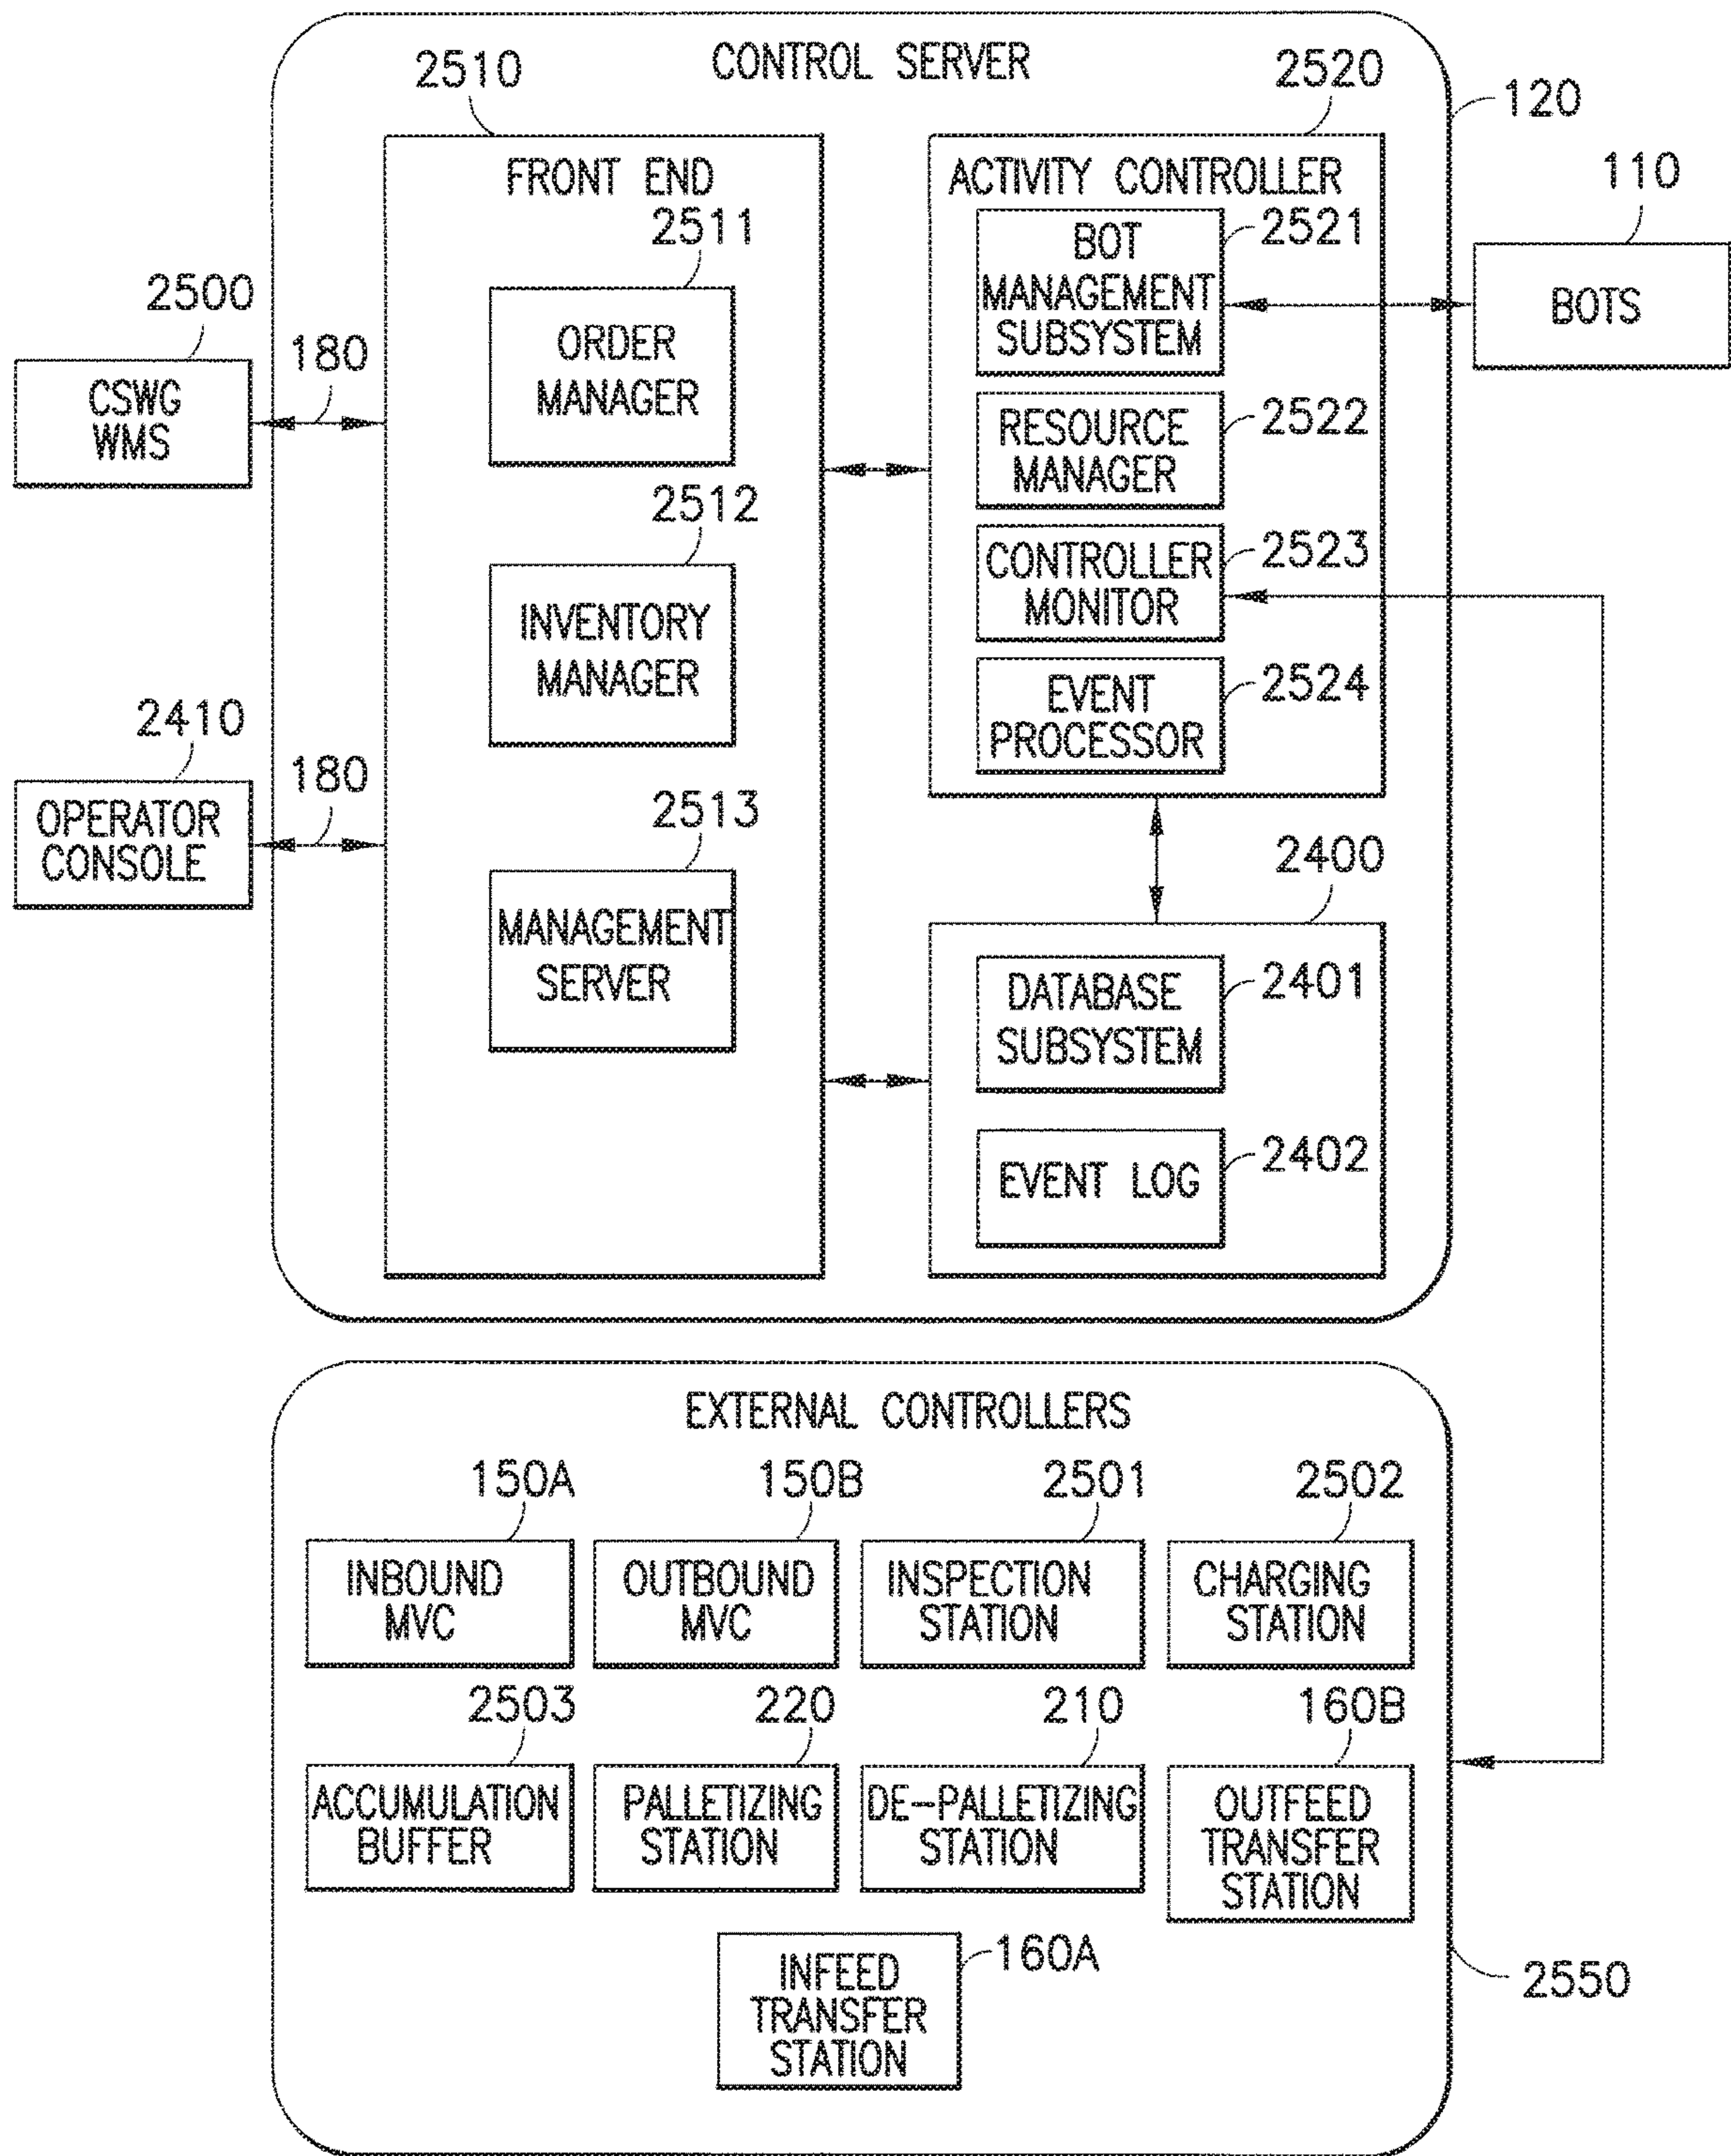 CONTROL SERVER
2510
2520
120
FRONT END
ACTIVITY CONTROLLER
110
2511
BOT
MANAGEMENT
SUBSYSTEM
2521
BOTS
2500
ORDER
MANAGER
180
CSWG
WMS
RESOURCE
MANAGER
2522
2512
CONTROLLER
MONITOR
2523
INVENTORY
MANAGER
EVENT
PROCESSOR
2524
2410
180
OPERATOR
CONSOLE
2513
2400
MANAGEMENT
SERVER
DATABASE
SUBSYSTEM
2401
EVENT LOG
2402
EXTERNAL CONTROLLERS
150A
150B
2501
2502
INBOUND
MVC
OUTBOUND
MVC
INSPECTION
STATION
CHARGING
STATION
2503
220
210
160B
ACCUMULATION
BUFFER
PALLETIZING
STATION
DE-PALLETIZING
STATION
OUTFEED
TRANSFER
STATION
INFEED
TRANSFER
STATION
160A
2550